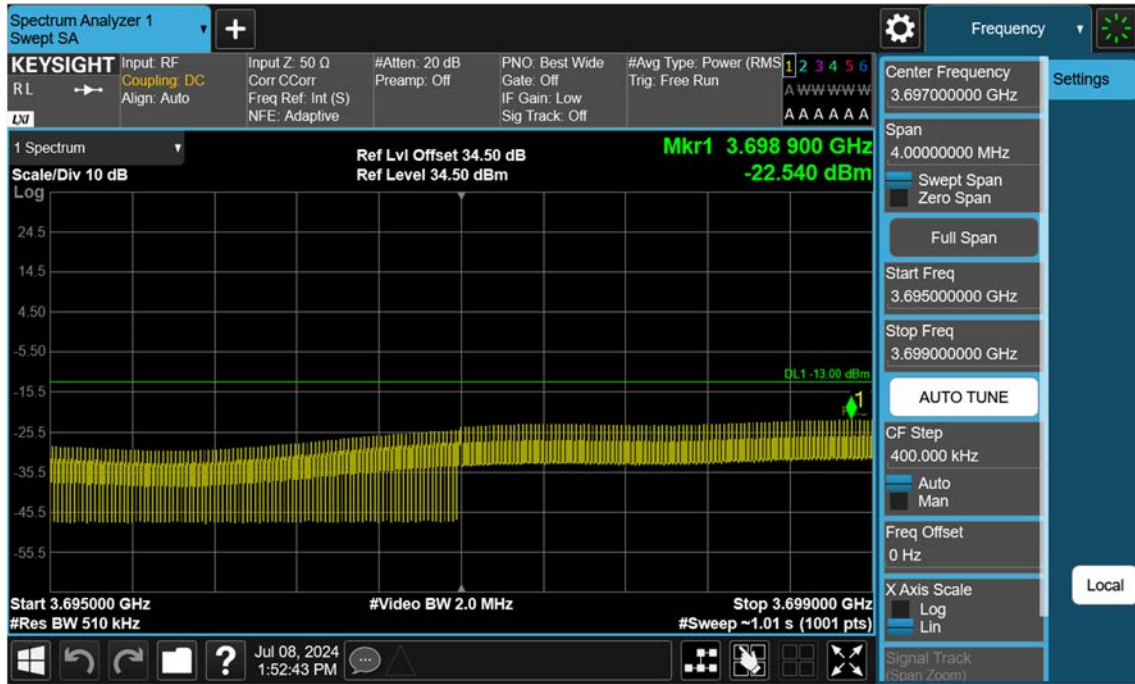 Spectrum Analyzer 1
Swept SA
Frequency
KEYSIGHT
RL
LXI
Input: RF
Coupling: DC
Align: Auto
Input Z: 50 Ω
Corr CCorr
Freq Ref: Int (S)
NFE: Adaptive
#Atten: 20 dB
Preamp: Off
PNO: Best Wide
Gate: Off
IF Gain: Low
Sig Track: Off
#Avg Type: Power (RMS
Trig: Free Run
1 2 3 4 5 6
A W W W W W
A A A A A A
1 Spectrum
Scale/Div 10 dB
Log
Ref Lvl Offset 34.50 dB
Ref Level 34.50 dBm
Mkr1 3.698 900 GHz
-22.540 dBm
24.5
14.5
4.50
-5.50
DL1 -13.00 dBm
-15.5
1
-25.5
-35.5
-45.5
-55.5
Start 3.695000 GHz
#Video BW 2.0 MHz
Stop 3.699000 GHz
#Res BW 510 kHz
#Sweep ~1.01 s (1001 pts)
Center Frequency
3.697000000 GHz
Settings
Span
4.00000000 MHz
Swept Span
Zero Span
Full Span
Start Freq
3.695000000 GHz
Stop Freq
3.699000000 GHz
AUTO TUNE
CF Step
400.000 kHz
Auto
Man
Freq Offset
0 Hz
X Axis Scale
Log
Lin
Local
Signal Track
(Span Zoom)
?
Jul 08, 2024
1:52:43 PM